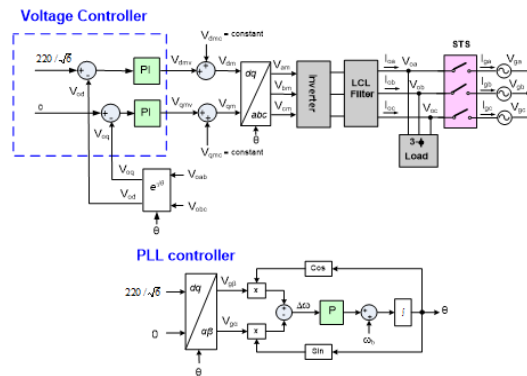 Voltage Controller
220 / √6
PI
V_dmv
V_dmc = constant
V_dm
dq
abc
θ
V_am
V_bm
V_cm
Inverter
LCL
Filter
I_oa
I_ob
I_oc
V_oa
V_ob
V_oc
3-ϕ
Load
STS
I_ga
I_gb
I_gc
V_ga
V_gb
V_gc
V_od
0
PI
V_qmv
V_qm
V_qmc = constant
V_oq
V_oq
V_od
e^jθ
V_oab
V_obc
θ
PLL controller
220 / √6
0
dq
αβ
θ
V_gβ
V_gα
x
x
Cos
Sin
Δω
P
ω_b
∫
θ